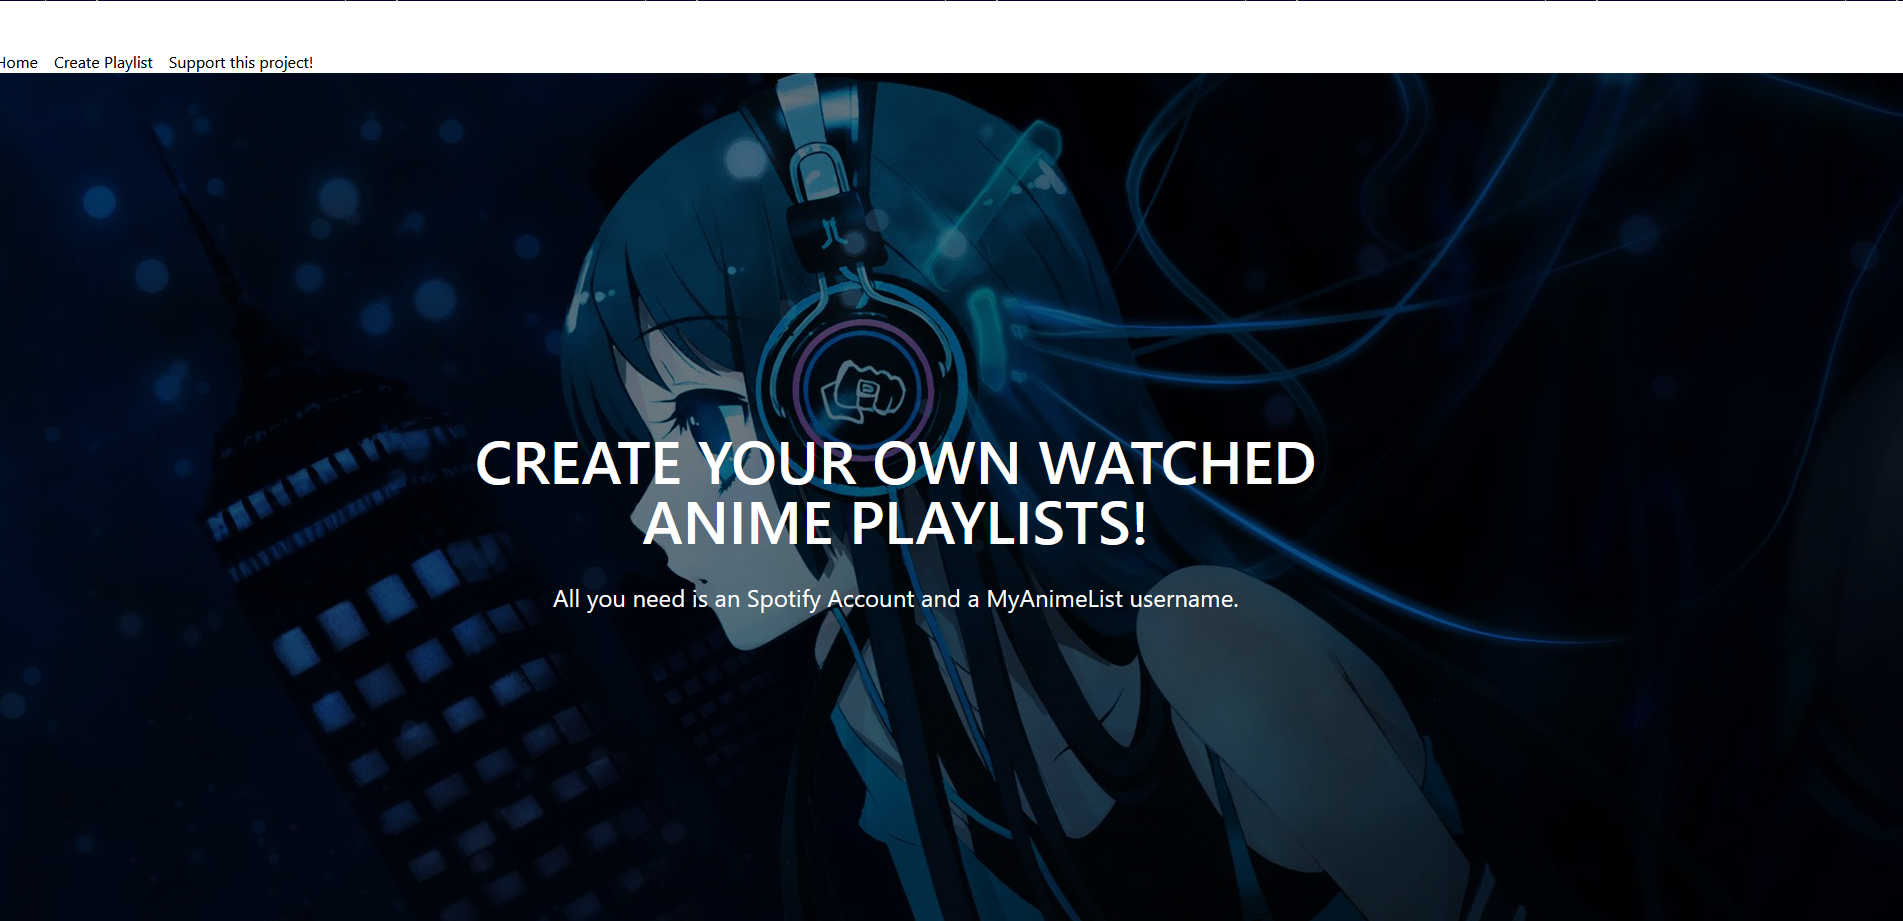 Home Create Playlist Support this project!
CREATE YOUR OWN WATCHED
ANIME PLAYLISTS!
All you need is an Spotify Account and a MyAnimeList username.